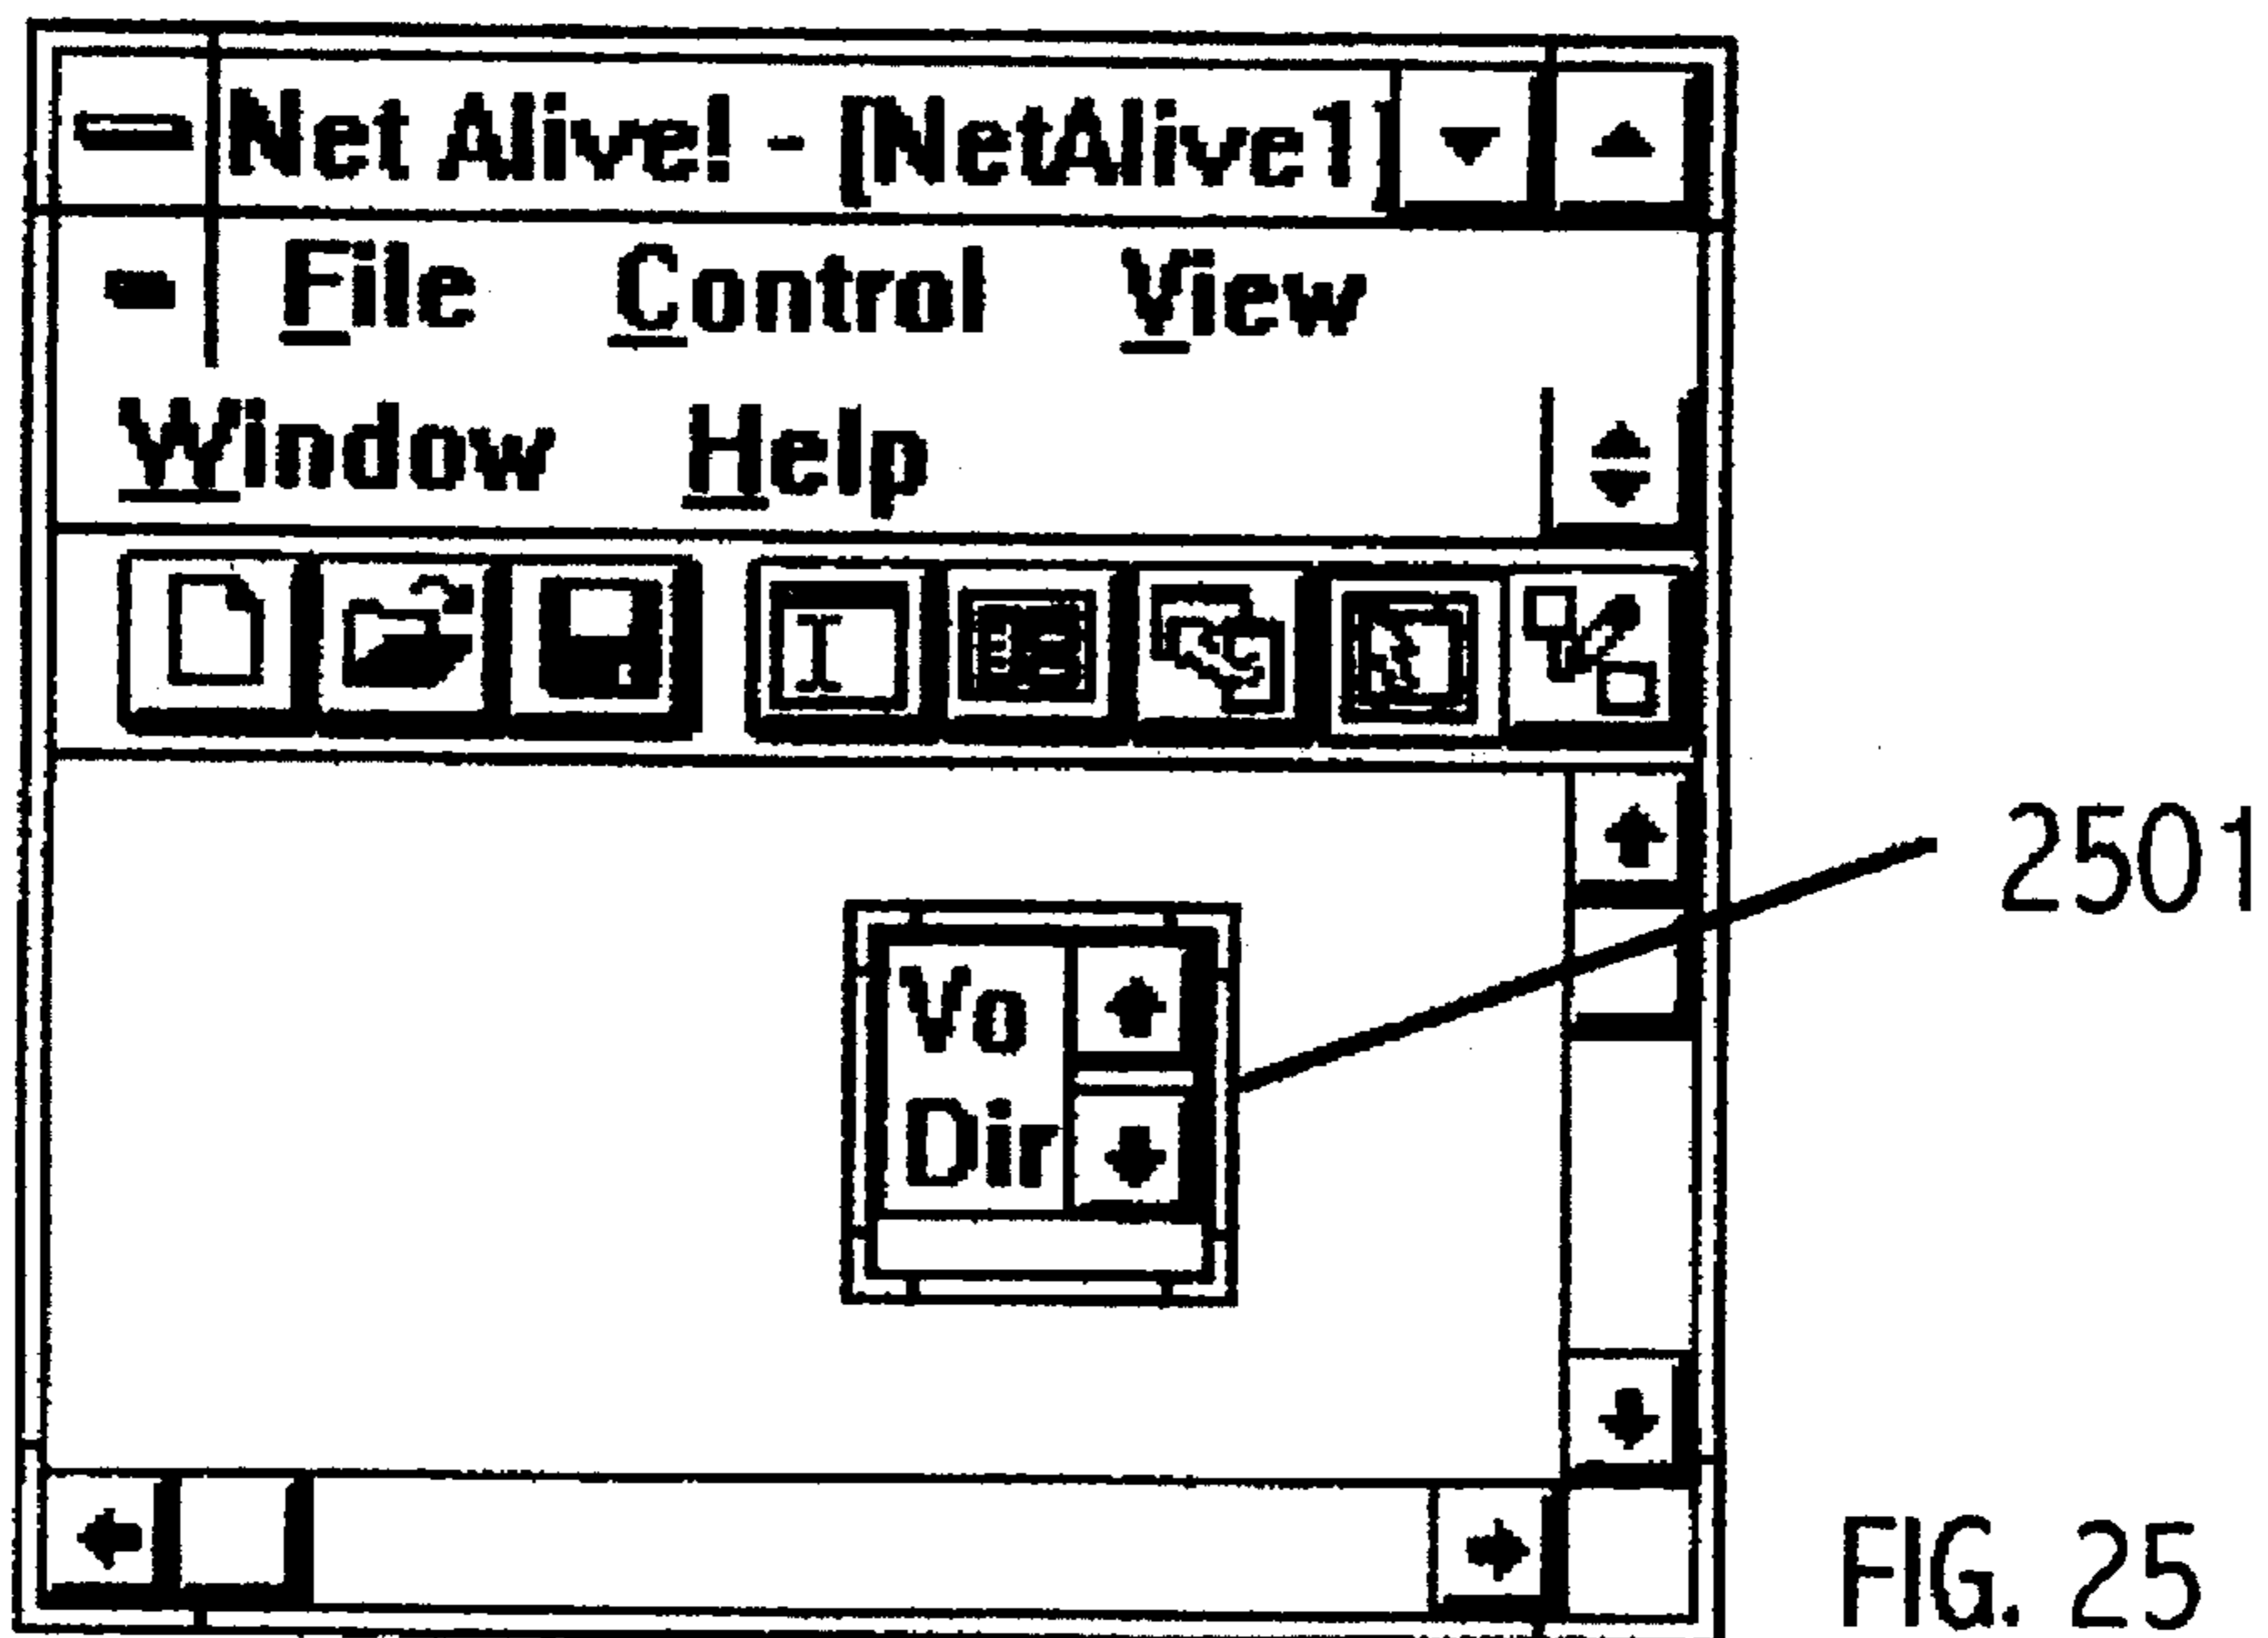 Net Alive! - [NetAlive1]
File Control View
Window Help
2501
Vo
Dir
FIG. 25